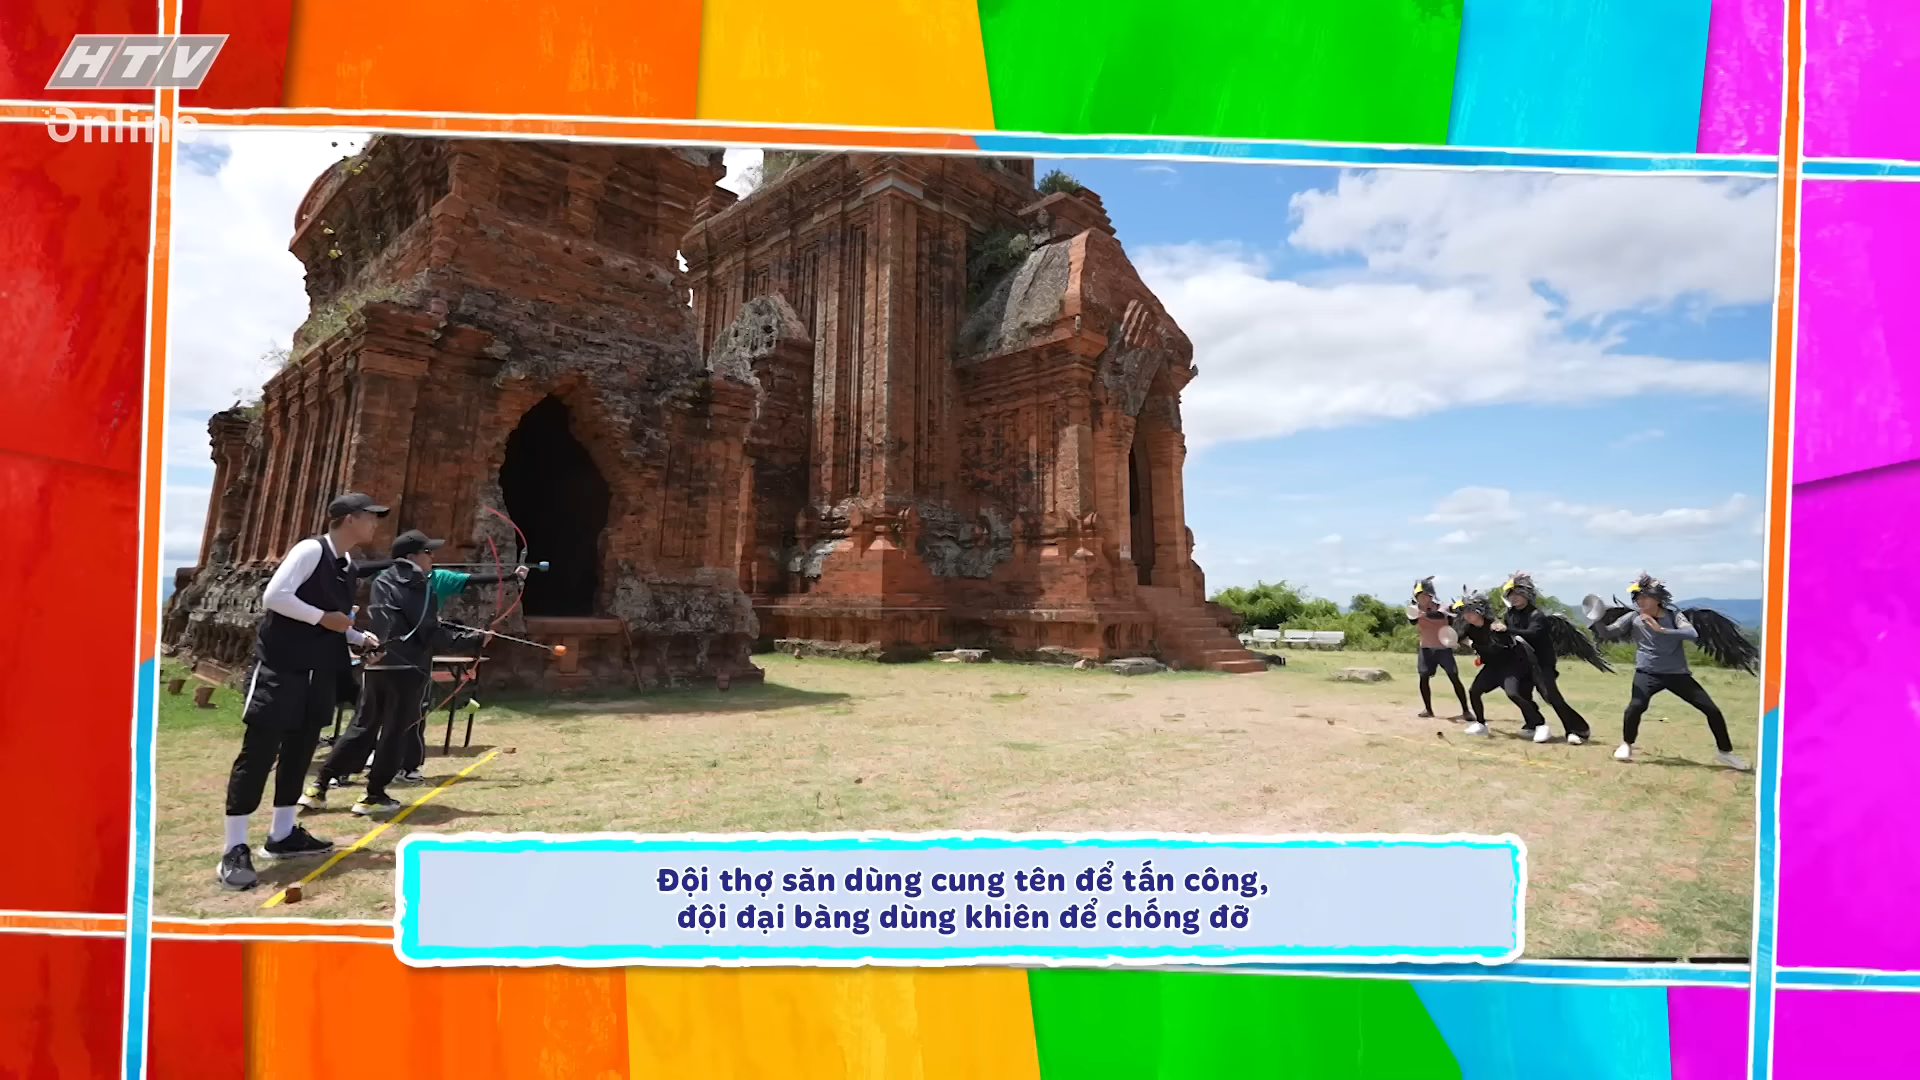 HTV
Online
Đội thợ săn dùng cung tên để tấn công,
đội đại bàng dùng khiên để chống đỡ